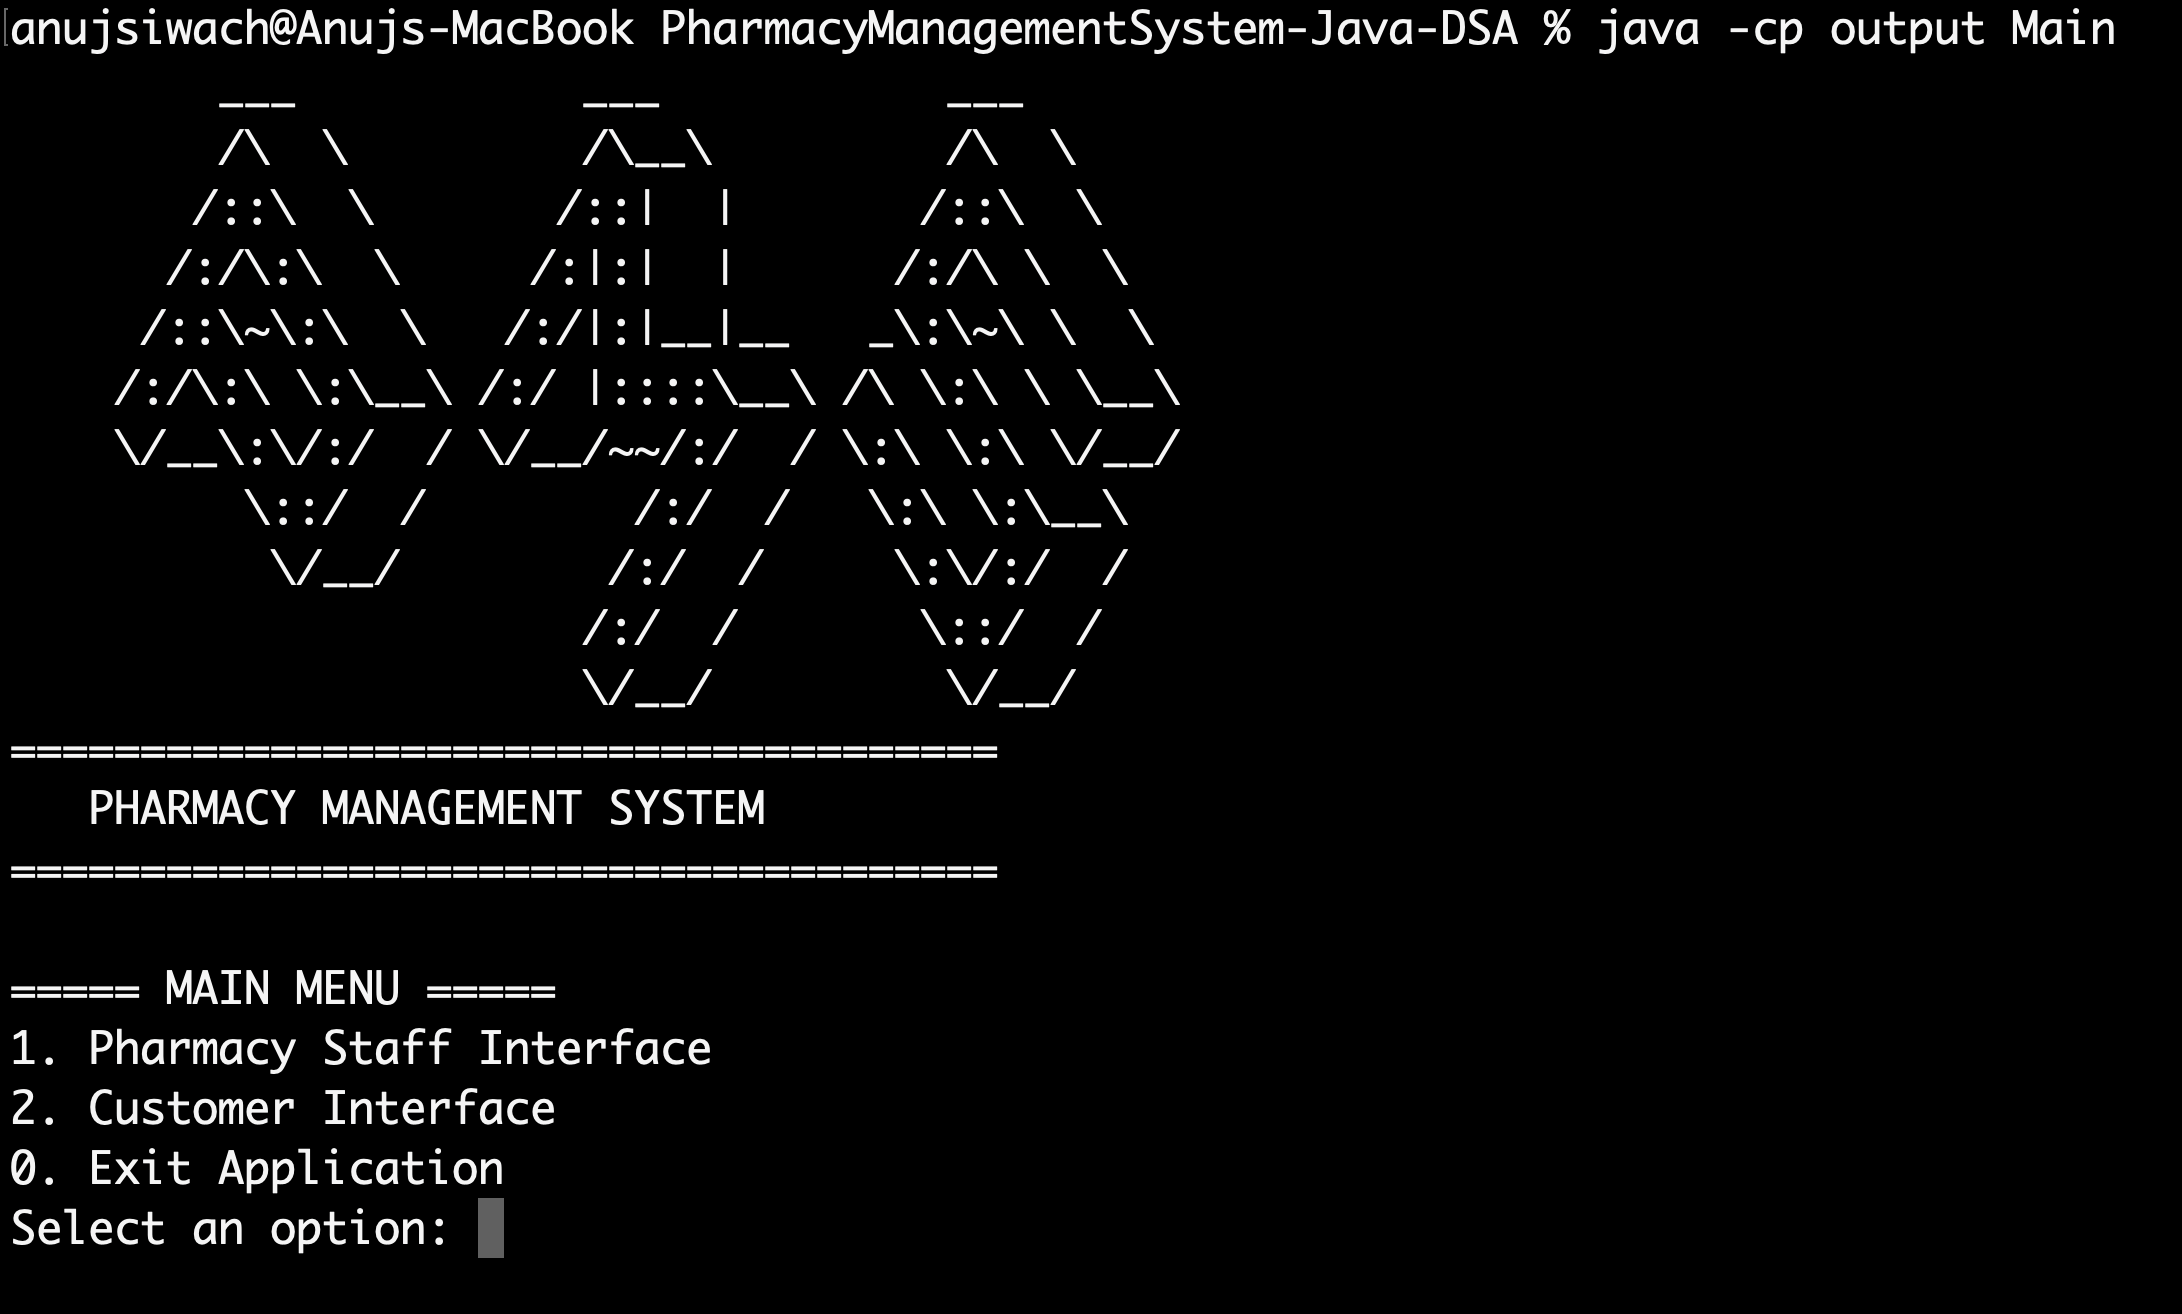 anujsiwach@Anujs-MacBook PharmacyManagementSystem-Java-DSA % java -cp output Main
        ___           ___           ___
        /\  \         /\__\         /\  \
       /::\  \       /::|  |       /::\  \
      /:/\:\  \     /:|:|  |      /:/\ \  \
     /::\~\:\  \   /:/|:|__|__   _\:\~\ \  \
    /:/\:\ \:\__\ /:/ |::::\__\ /\ \:\ \ \__\
    \/__\:\/:/  / \/__/~~/:/  / \:\ \:\ \/__/
         \::/  /        /:/  /   \:\ \:\__\
          \/__/        /:/  /     \:\/:/  /
                      /:/  /       \::/  /
                      \/__/         \/__/
======================================
   PHARMACY MANAGEMENT SYSTEM
======================================
===== MAIN MENU =====
1. Pharmacy Staff Interface
2. Customer Interface
0. Exit Application
Select an option: